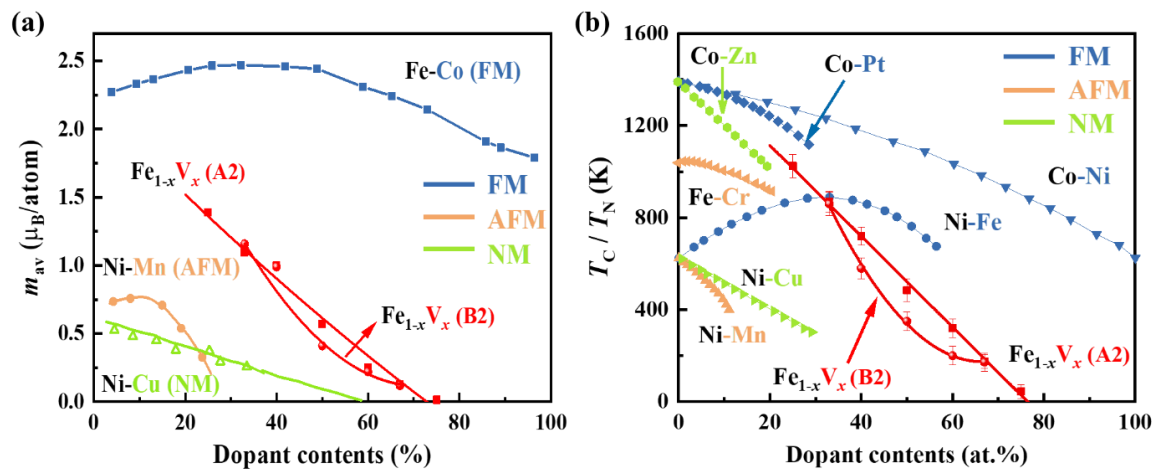 (a)
2.5
2.0
1.5
1.0
0.5
0.0
m_av (μ_B/atom)
Fe-Co (FM)
Fe₁₋ₓVₓ (A2)
FM
AFM
NM
Ni-Mn (AFM)
Fe₁₋ₓVₓ (B2)
Ni-Cu (NM)
0 20 40 60 80 100
Dopant contents (%)
(b)
1600
1200
800
400
0
T_C / T_N (K)
Co-Zn
Co-Pt
FM
AFM
NM
Fe-Cr
Co-Ni
Ni-Fe
Ni-Cu
Ni-Mn
Fe₁₋ₓVₓ (A2)
Fe₁₋ₓVₓ (B2)
0 20 40 60 80 100
Dopant contents (at.%)